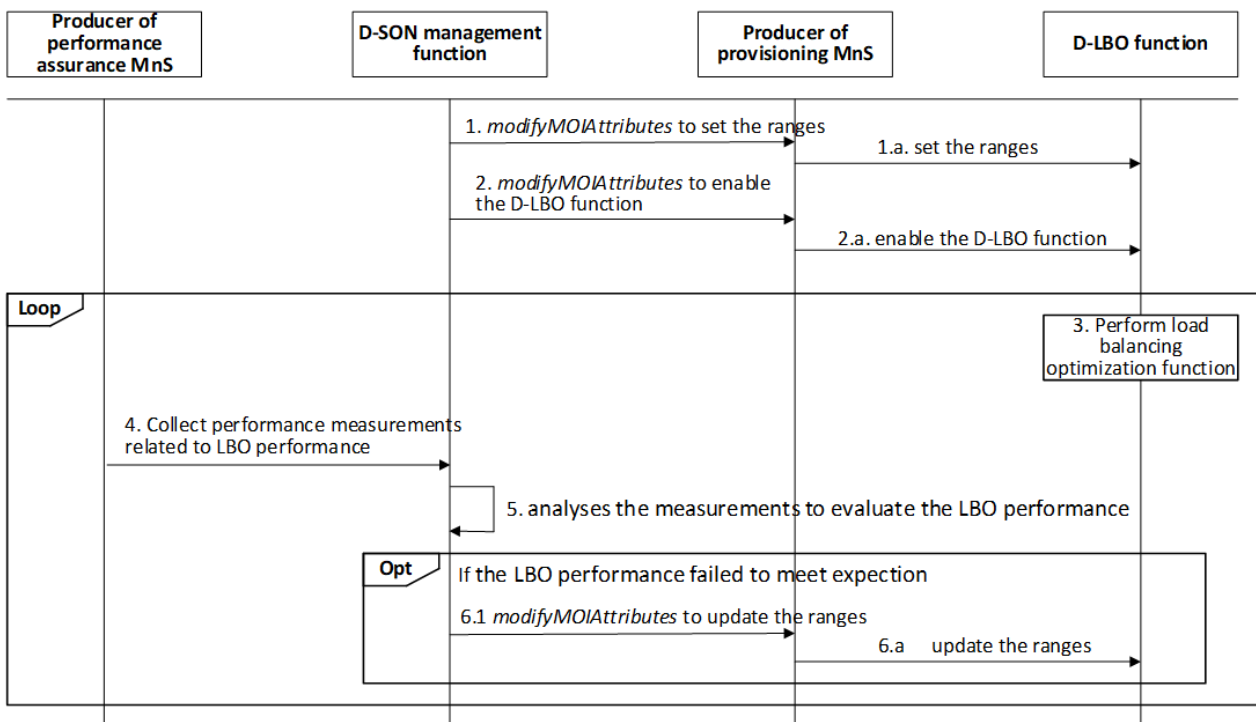 Producer of
performance
assurance MnS
D-SON management
function
Producer of
provisioning MnS
D-LBO function
1. modifyMOIAttributes to set the ranges
1.a. set the ranges
2. modifyMOIAttributes to enable
the D-LBO function
2.a. enable the D-LBO function
Loop
3. Perform load
balancing
optimization function
4. Collect performance measurements
related to LBO performance
5. analyses the measurements to evaluate the LBO performance
Opt
If the LBO performance failed to meet expection
6.1 modifyMOIAttributes to update the ranges
6.a update the ranges